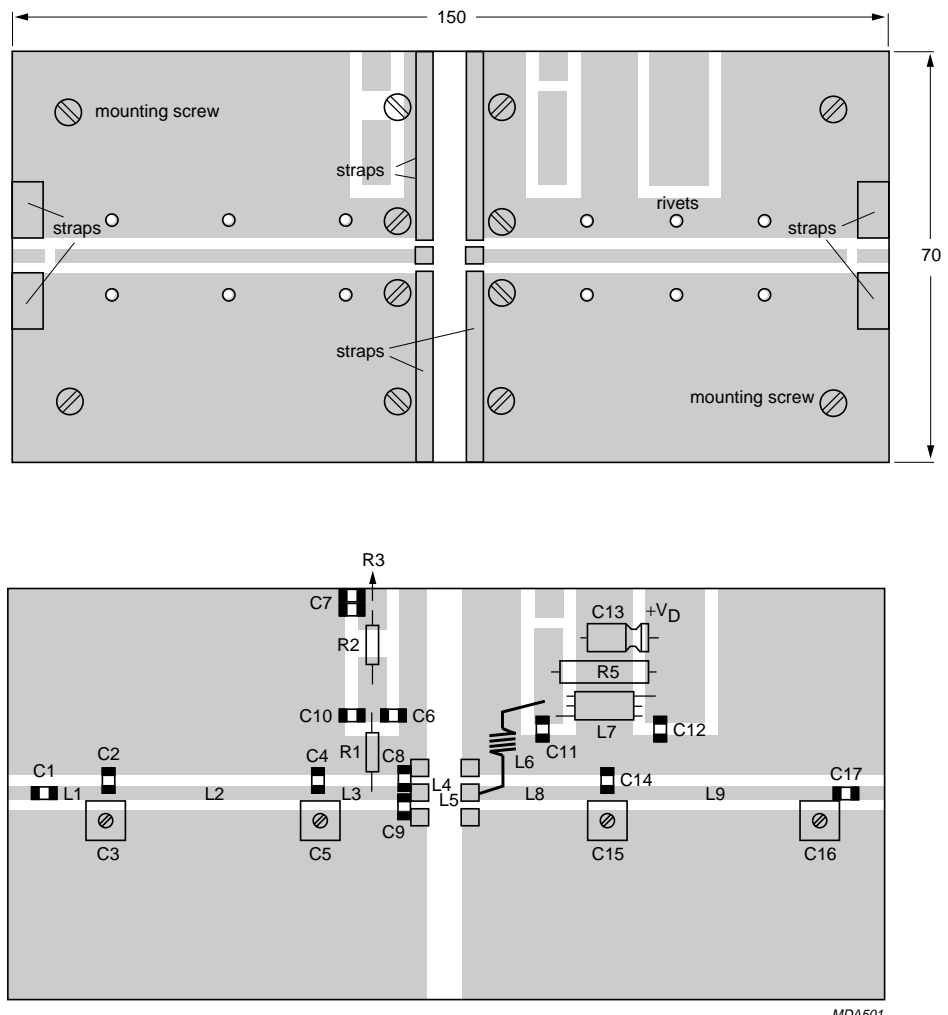 150
mounting screw
straps
rivets
straps
straps
70
straps
mounting screw
R3
C7
C13
+VD
R2
R5
C10
C6
L7
C12
C11
R1
C8
L6
C1
C2
C4
L4
C14
C17
L1
L2
L3
L5
L8
L9
C9
C3
C5
C15
C16
MDA501